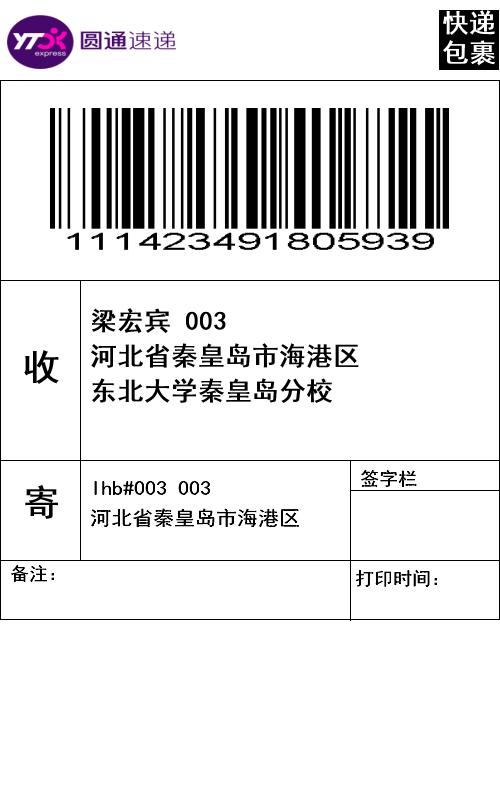 YTO express 圆通速递
快递
包裹
111423491805939
收
梁宏宾 003
河北省秦皇岛市海港区
东北大学秦皇岛分校
寄
lhb#003 003
河北省秦皇岛市海港区
签字栏
备注：
打印时间：